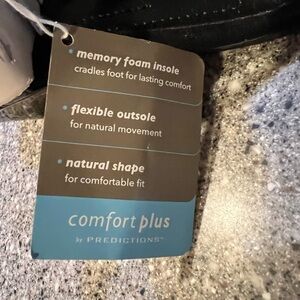 • memory foam insole
cradles foot for lasting comfort
• flexible outsole
for natural movement
• natural shape
for comfortable fit
comfort plus
by PREDICTIONS™